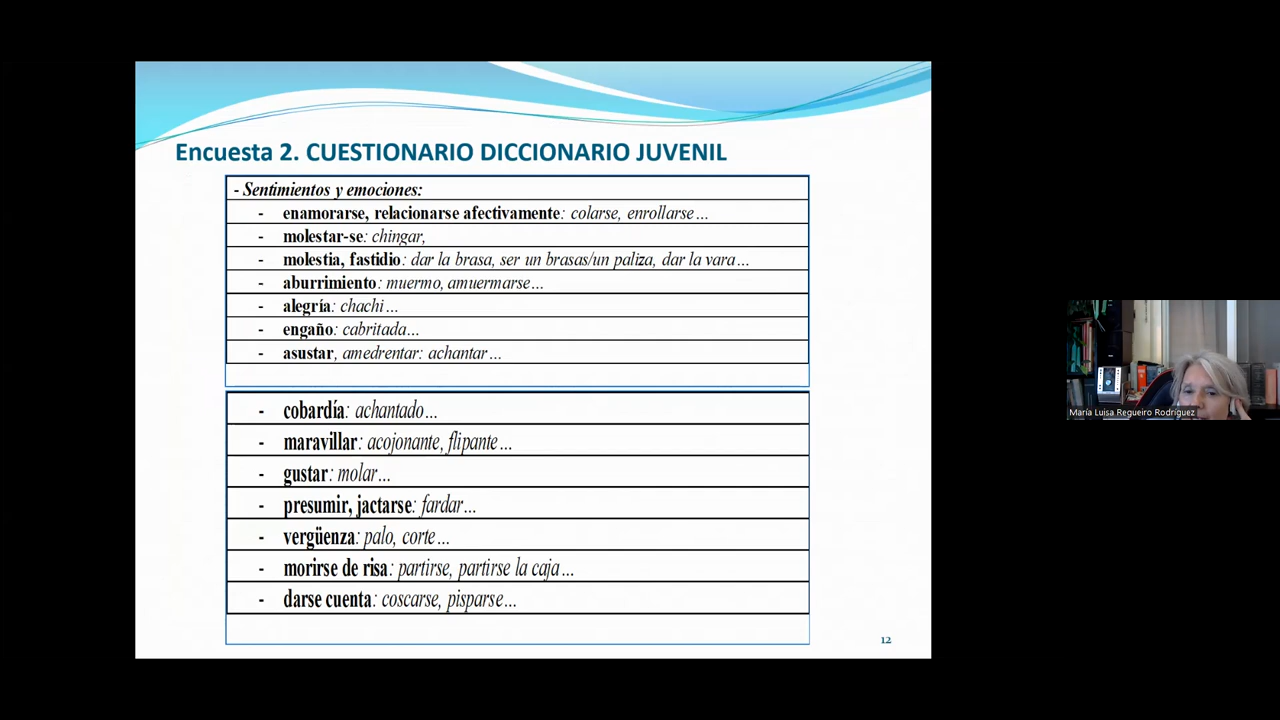 Encuesta 2. CUESTIONARIO DICCIONARIO JUVENIL
- Sentimientos y emociones:
- enamorarse, relacionarse afectivamente: colarse, enrollarse…
- molestar-se: chingar,
- molestia, fastidio: dar la brasa, ser un brasas/un paliza, dar la vara…
- aburrimiento: muermo, amuermarse…
- alegría: chachi…
- engaño: cabritada…
- asustar, amedrentar: achantar…
- cobardía: achantado…
- maravillar: acojonante, flipante…
- gustar: molar…
- presumir, jactarse: fardar…
- vergüenza: palo, corte…
- morirse de risa: partirse, partirse la caja…
- darse cuenta: coscarse, pisparse…
12
María Luisa Regueiro Rodríguez